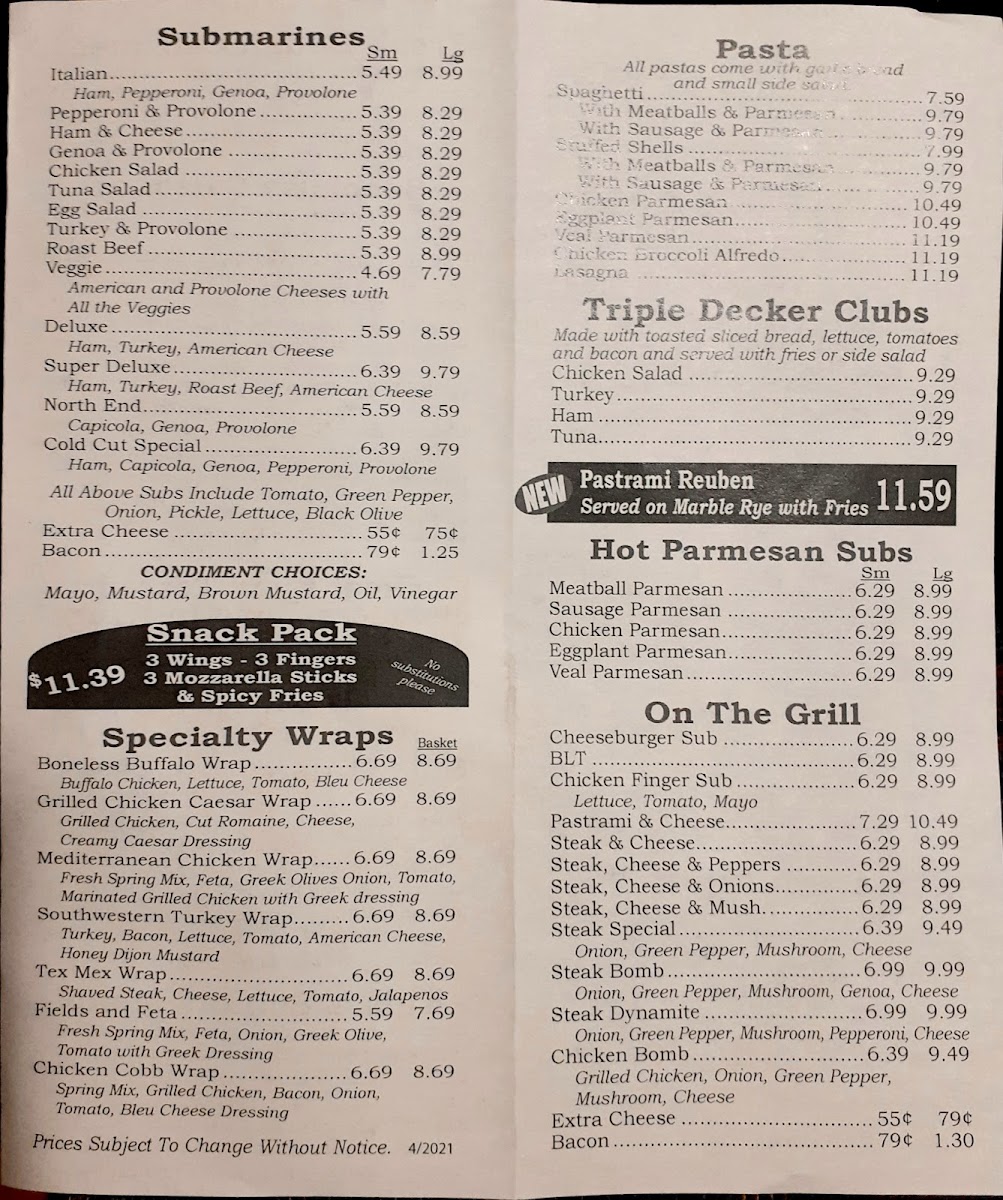 Submarines
Sm Lg
Italian 5.49 8.99
Ham, Pepperoni, Genoa, Provolone
Pepperoni & Provolone 5.39 8.29
Ham & Cheese 5.39 8.29
Genoa & Provolone 5.39 8.29
Chicken Salad 5.39 8.29
Tuna Salad 5.39 8.29
Egg Salad 5.39 8.29
Turkey & Provolone 5.39 8.29
Roast Beef 5.39 8.99
Veggie 4.69 7.79
American and Provolone Cheeses with
All the Veggies
Deluxe 5.59 8.59
Ham, Turkey, American Cheese
Super Deluxe 6.39 9.79
Ham, Turkey, Roast Beef, American Cheese
North End 5.59 8.59
Capicola, Genoa, Provolone
Cold Cut Special 6.39 9.79
Ham, Capicola, Genoa, Pepperoni, Provolone
All Above Subs Include Tomato, Green Pepper,
Onion, Pickle, Lettuce, Black Olive
Extra Cheese 55¢ 75¢
Bacon 79¢ 1.25
CONDIMENT CHOICES:
Mayo, Mustard, Brown Mustard, Oil, Vinegar
Snack Pack
$11.39
3 Wings - 3 Fingers
3 Mozzarella Sticks
& Spicy Fries
No
substitutions
please
Specialty Wraps Basket
Boneless Buffalo Wrap 6.69 8.69
Buffalo Chicken, Lettuce, Tomato, Bleu Cheese
Grilled Chicken Caesar Wrap 6.69 8.69
Grilled Chicken, Cut Romaine, Cheese,
Creamy Caesar Dressing
Mediterranean Chicken Wrap 6.69 8.69
Fresh Spring Mix, Feta, Greek Olives Onion, Tomato,
Marinated Grilled Chicken with Greek dressing
Southwestern Turkey Wrap 6.69 8.69
Turkey, Bacon, Lettuce, Tomato, American Cheese,
Honey Dijon Mustard
Tex Mex Wrap 6.69 8.69
Shaved Steak, Cheese, Lettuce, Tomato, Jalapenos
Fields and Feta 5.59 7.69
Fresh Spring Mix, Feta, Onion, Greek Olive,
Tomato with Greek Dressing
Chicken Cobb Wrap 6.69 8.69
Spring Mix, Grilled Chicken, Bacon, Onion,
Tomato, Bleu Cheese Dressing
Prices Subject To Change Without Notice. 4/2021
Pasta
All pastas come with garlic bread
and small side salad.
Spaghetti 7.59
With Meatballs & Parmesan 9.79
With Sausage & Parmesan 9.79
Stuffed Shells 7.99
With Meatballs & Parmesan 9.79
With Sausage & Parmesan 9.79
Chicken Parmesan 10.49
Eggplant Parmesan 10.49
Veal Parmesan 11.19
Chicken Broccoli Alfredo 11.19
Lasagna 11.19
Triple Decker Clubs
Made with toasted sliced bread, lettuce, tomatoes
and bacon and served with fries or side salad
Chicken Salad 9.29
Turkey 9.29
Ham 9.29
Tuna 9.29
NEW
Pastrami Reuben
Served on Marble Rye with Fries 11.59
Hot Parmesan Subs
Sm Lg
Meatball Parmesan 6.29 8.99
Sausage Parmesan 6.29 8.99
Chicken Parmesan 6.29 8.99
Eggplant Parmesan 6.29 8.99
Veal Parmesan 6.29 8.99
On The Grill
Cheeseburger Sub 6.29 8.99
BLT 6.29 8.99
Chicken Finger Sub 6.29 8.99
Lettuce, Tomato, Mayo
Pastrami & Cheese 7.29 10.49
Steak & Cheese 6.29 8.99
Steak, Cheese & Peppers 6.29 8.99
Steak, Cheese & Onions 6.29 8.99
Steak, Cheese & Mush. 6.29 8.99
Steak Special 6.39 9.49
Onion, Green Pepper, Mushroom, Cheese
Steak Bomb 6.99 9.99
Onion, Green Pepper, Mushroom, Genoa, Cheese
Steak Dynamite 6.99 9.99
Onion, Green Pepper, Mushroom, Pepperoni, Cheese
Chicken Bomb 6.39 9.49
Grilled Chicken, Onion, Green Pepper,
Mushroom, Cheese
Extra Cheese 55¢ 79¢
Bacon 79¢ 1.30